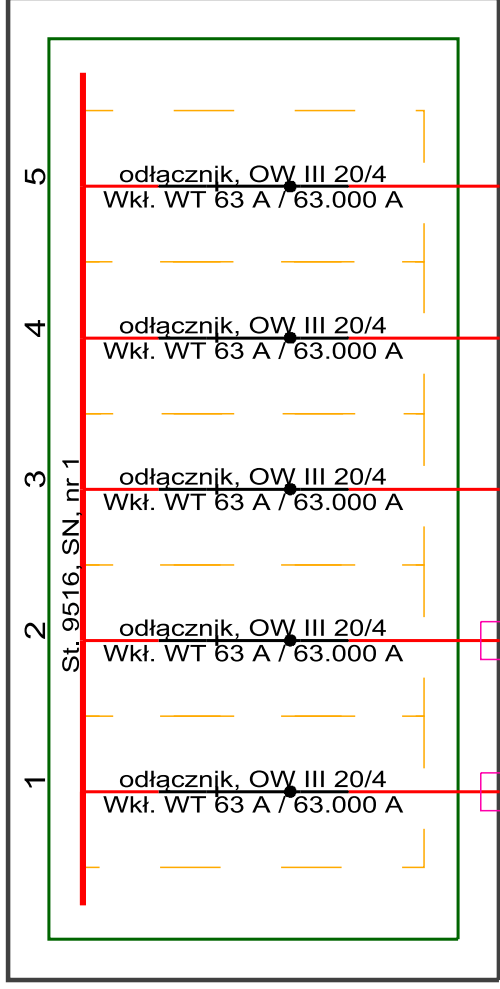 5
odłącznik, OW III 20/4
Wkł. WT 63 A / 63.000 A
4
odłącznik, OW III 20/4
Wkł. WT 63 A / 63.000 A
3
odłącznik, OW III 20/4
Wkł. WT 63 A / 63.000 A
St. 9516, SN, nr 1
2
odłącznik, OW III 20/4
Wkł. WT 63 A / 63.000 A
1
odłącznik, OW III 20/4
Wkł. WT 63 A / 63.000 A